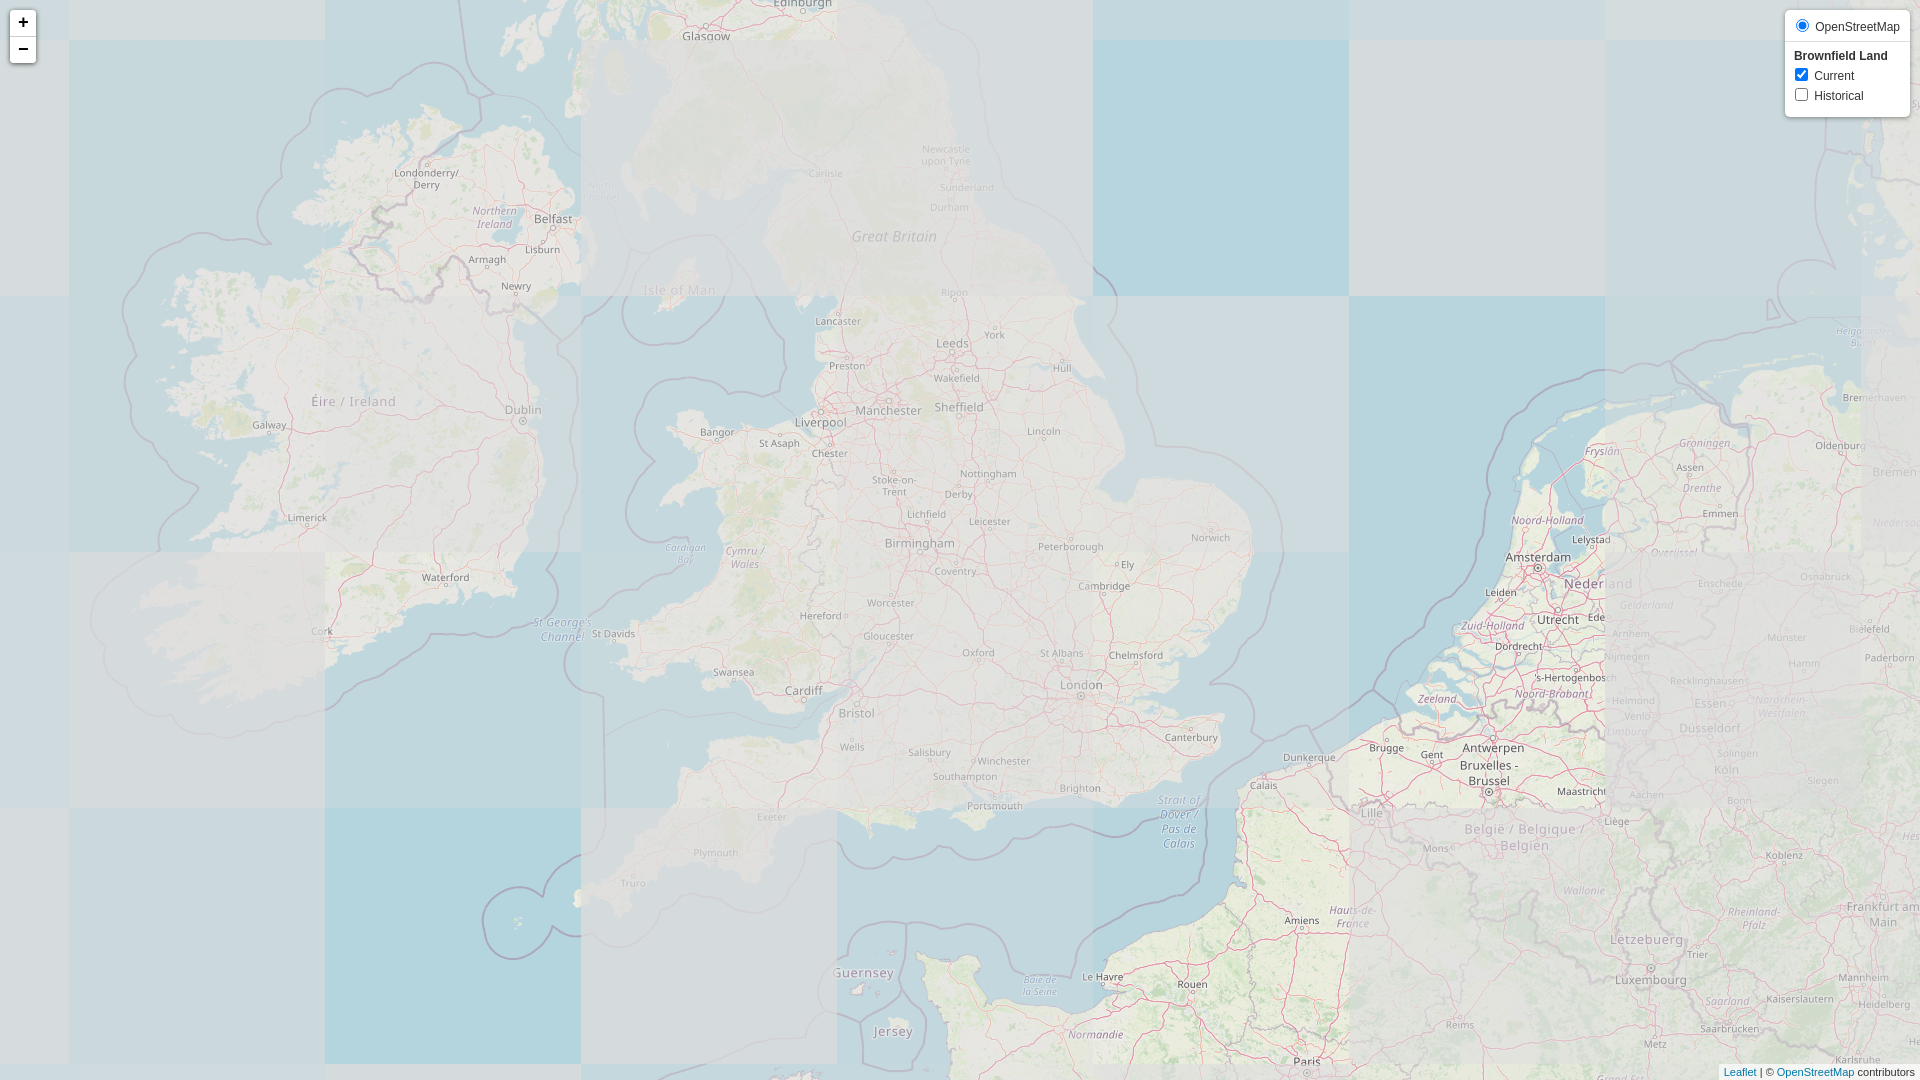 +
−
OpenStreetMap
Brownfield Land
Current
Historical
Edinburgh
Glasgow
Londonderry/
Derry
Northern
Ireland
Belfast
Lisburn
Armagh
Newry
Newcastle
upon Tyne
Carlisle
Sunderland
Durham
Great Britain
Isle of Man
Ripon
Lancaster
York
Leeds
Preston
Hull
Wakefield
Éire / Ireland
Dublin
Manchester
Sheffield
Liverpool
Galway
Bangor
St Asaph
Lincoln
Chester
Nottingham
Stoke-on-
Trent
Derby
Lichfield
Leicester
Limerick
Norwich
Birmingham
Peterborough
Cardigan
Bay
Cymru /
Wales
Ely
Coventry
Waterford
Cambridge
Worcester
Hereford
St George's
Channel
Cork
St Davids
Gloucester
Oxford
St Albans
Chelmsford
Swansea
London
Cardiff
Bristol
Canterbury
Wells
Salisbury
Winchester
Southampton
Brighton
Portsmouth
Exeter
Plymouth
Truro
Strait of
Dover /
Pas de
Calais
Calais
Dunkerque
Guernsey
Jersey
Baie de
la Seine
Le Havre
Rouen
Amiens
Normandie
Paris
Hauts-de-
France
Lille
Brugge
Gent
Antwerpen
Bruxelles -
Brussel
Maastricht
Zeeland
Noord-Brabant
's-Hertogenbosch
Dordrecht
Zuid-Holland
Utrecht
Ede
Leiden
Nederland
Amsterdam
Lelystad
Noord-Holland
Fryslân
Groningen
Assen
Drenthe
Emmen
Oldenburg
Bremerhaven
Bremen
Overijssel
Enschede
Osnabrück
Gelderland
Arnhem
Nijmegen
Münster
Bielefeld
Hamm
Paderborn
Recklinghausen
Helmond
Essen
Venlo
Nordrhein-
Westfalen
Düsseldorf
Limburg
Solingen
Köln
Siegen
Aachen
Bonn
Liège
België / Belgique /
Belgien
Mons
Koblenz
Wallonie
Rheinland-
Pfalz
Frankfurt am
Main
Lëtzebuerg
Trier
Luxembourg
Mannheim
Saarland
Kaiserslautern
Heidelberg
Reims
Saarbrücken
Metz
Karlsruhe
Grand Est
Leaflet | © OpenStreetMap contributors